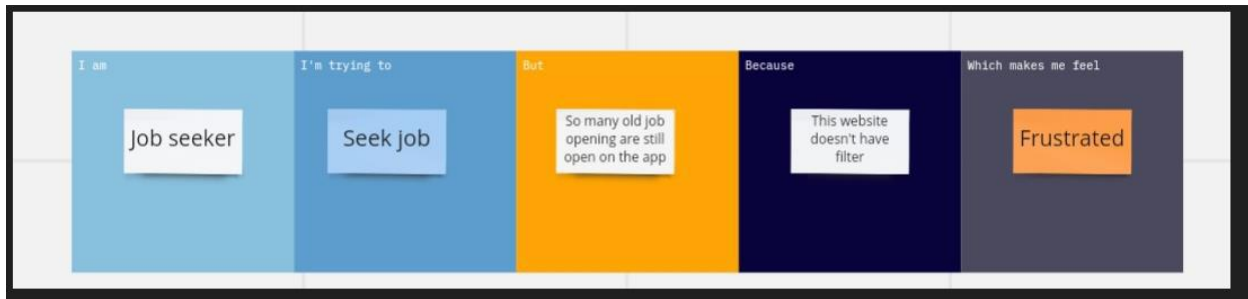 I am
Job seeker
I'm trying to
Seek job
But
So many old job
opening are still
open on the app
Because
This website
doesn't have
filter
Which makes me feel
Frustrated